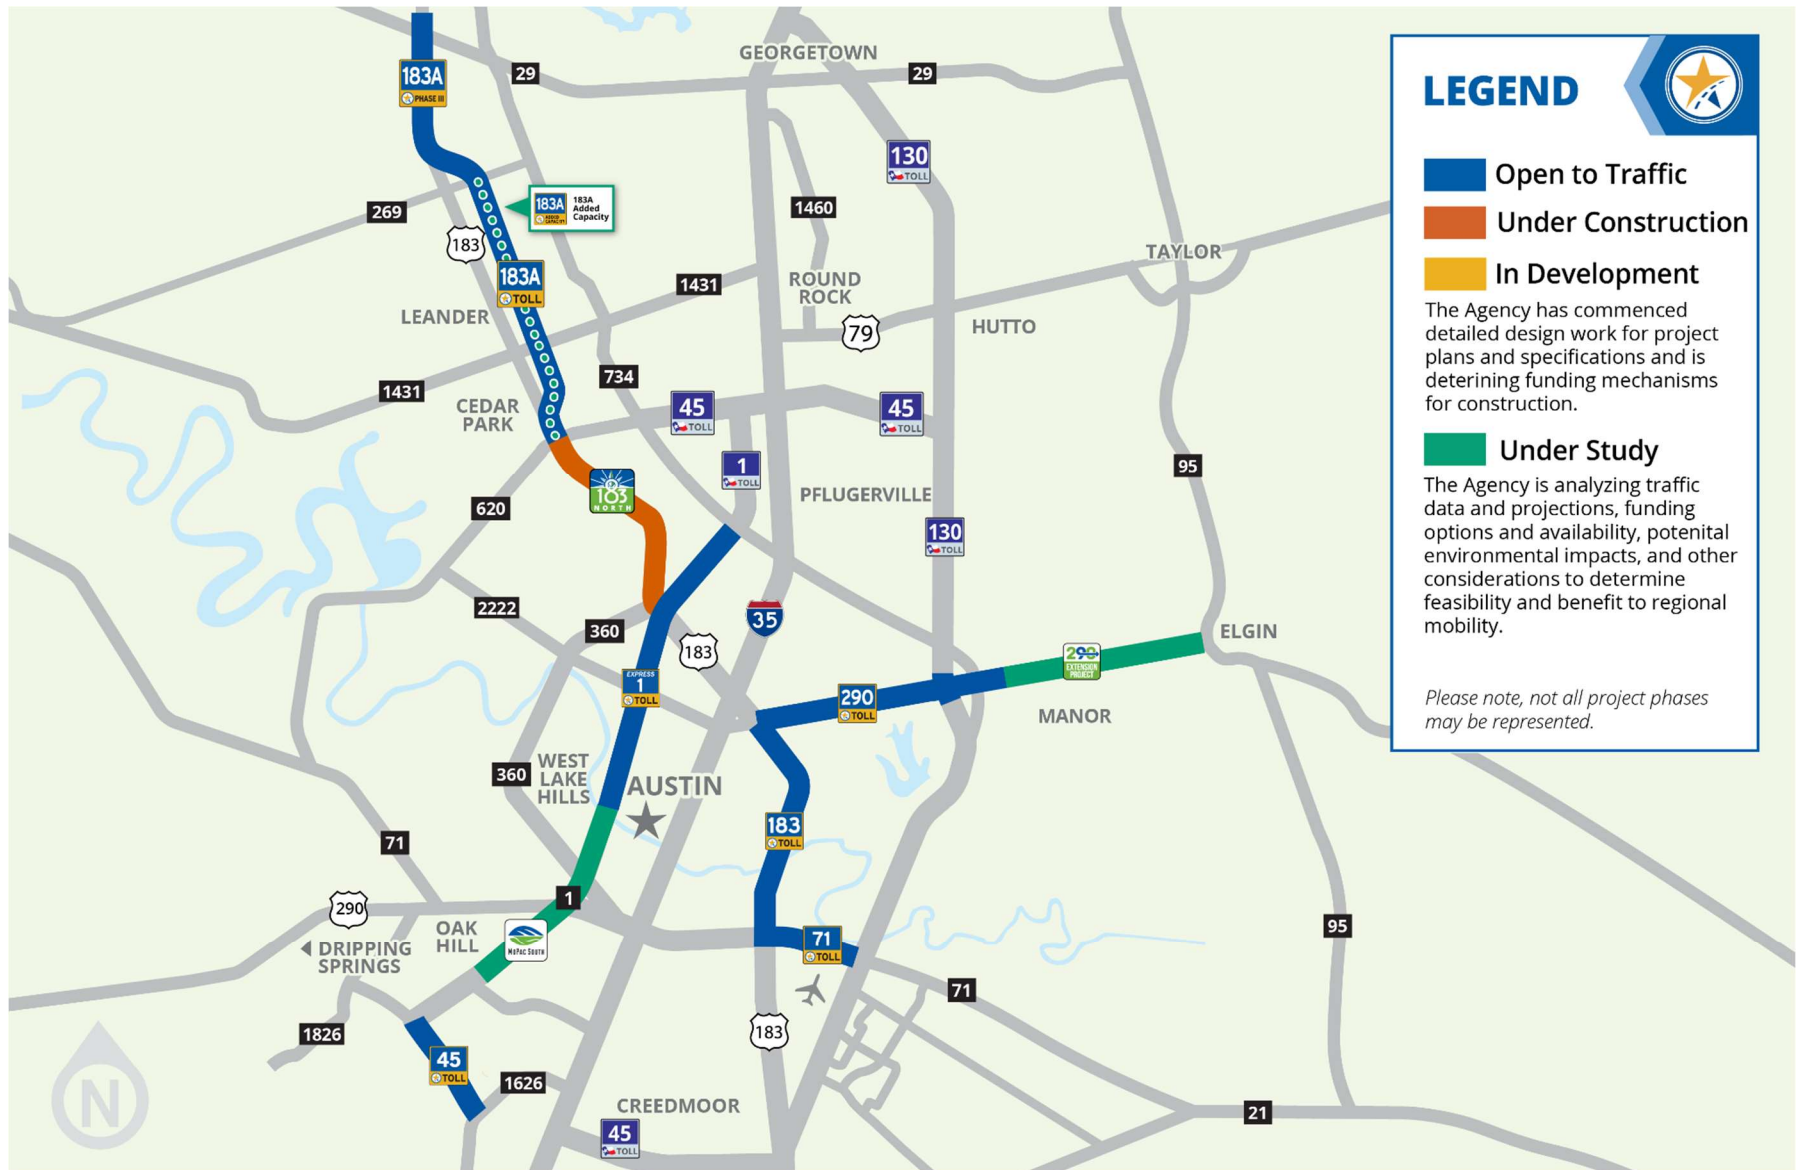 GEORGETOWN
183A
PHASE III
29
29
LEGEND
130
TOLL
Open to Traffic
269
183A
ADDED
CAPACITY
183A
Added
Capacity
1460
Under Construction
183
TAYLOR
183A
TOLL
1431
ROUND
ROCK
In Development
The Agency has commenced
detailed design work for project
plans and specifications and is
deterining funding mechanisms
for construction.
LEANDER
79
HUTTO
734
1431
CEDAR
PARK
45
TOLL
45
TOLL
Under Study
The Agency is analyzing traffic
data and projections, funding
options and availability, potenital
environmental impacts, and other
considerations to determine
feasibility and benefit to regional
mobility.
1
TOLL
95
183
NORTH
PFLUGERVILLE
620
130
TOLL
2222
360
35
183
ELGIN
290
EXTENSION
PROJECT
EXPRESS
1
TOLL
290
TOLL
MANOR
Please note, not all project phases
may be represented.
360
WEST
LAKE
HILLS
AUSTIN
183
TOLL
71
1
290
OAK
HILL
MoPac South
DRIPPING
SPRINGS
71
TOLL
95
71
1826
183
45
TOLL
1626
N
CREEDMOOR
45
TOLL
21